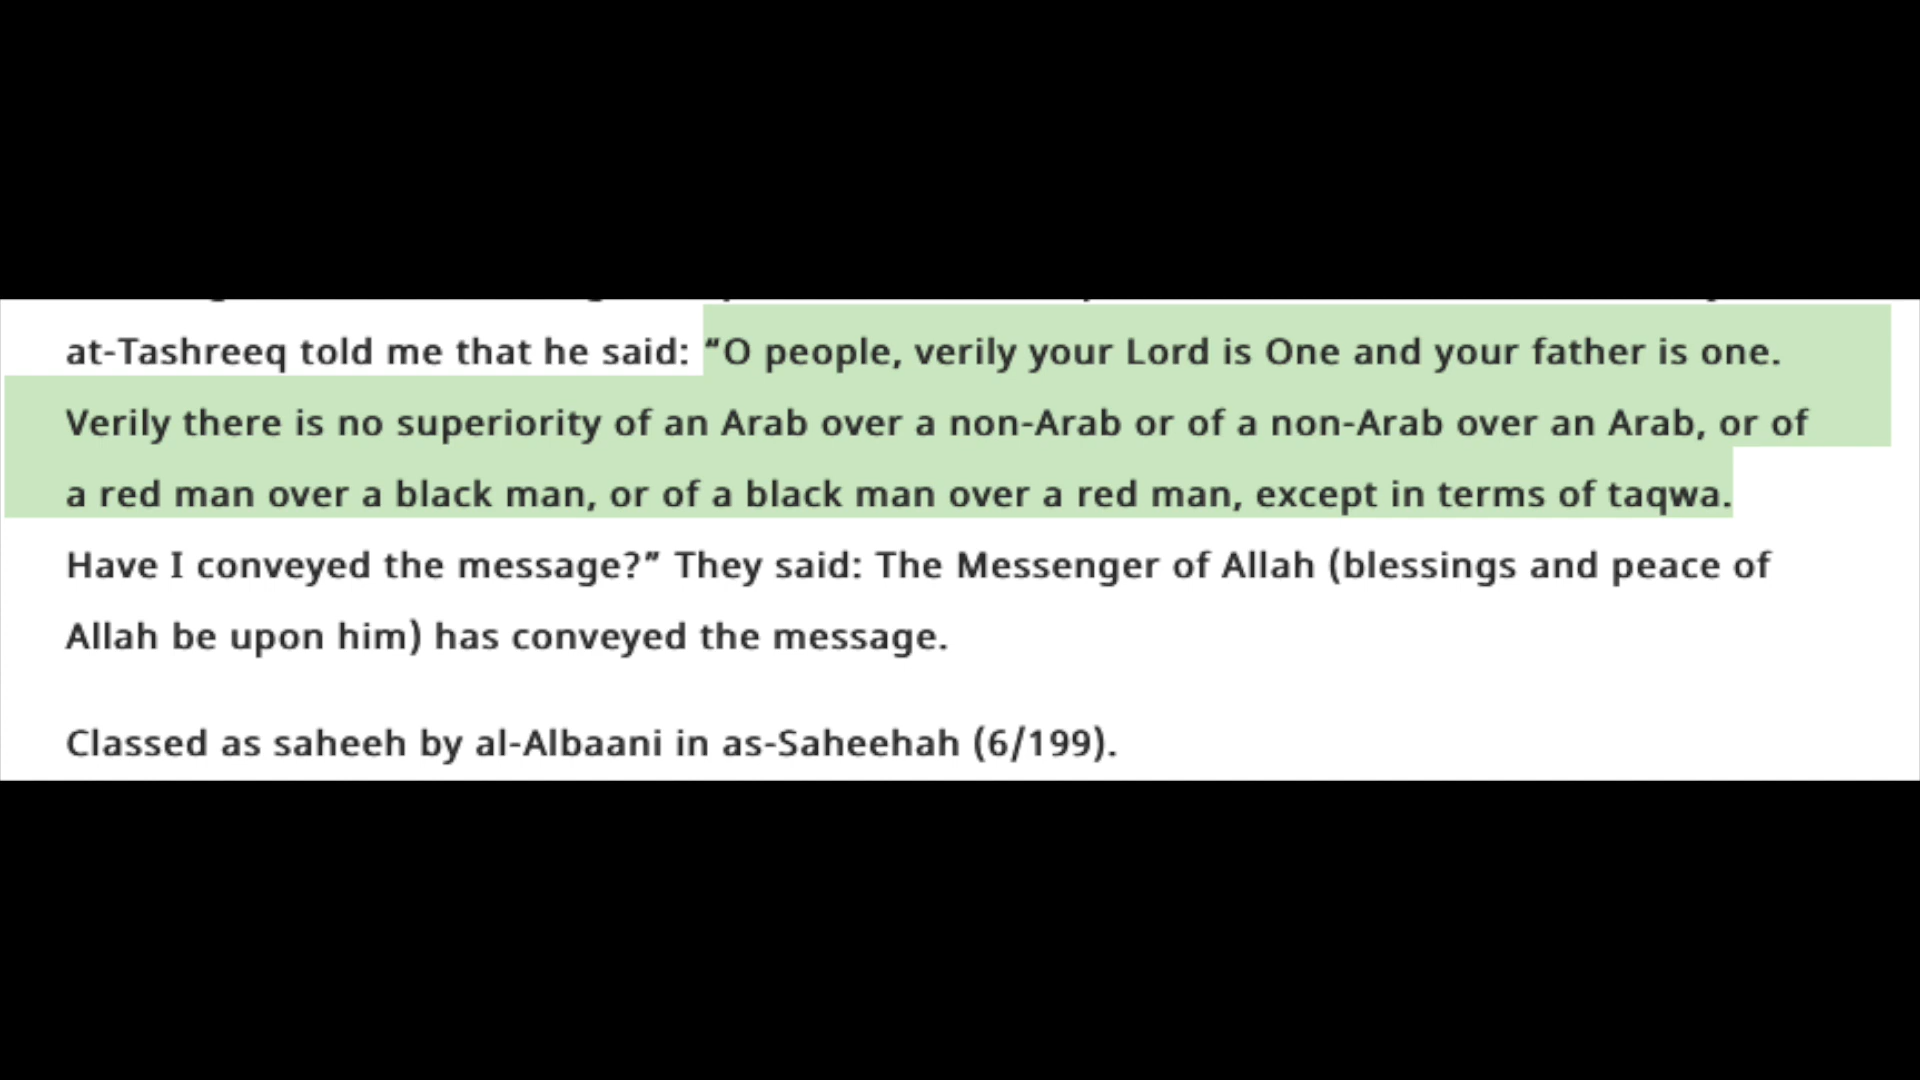 at-Tashreeq told me that he said: “O people, verily your Lord is One and your father is one.
Verily there is no superiority of an Arab over a non-Arab or of a non-Arab over an Arab, or of
a red man over a black man, or of a black man over a red man, except in terms of taqwa.
Have I conveyed the message?” They said: The Messenger of Allah (blessings and peace of
Allah be upon him) has conveyed the message.
Classed as saheeh by al-Albaani in as-Saheehah (6/199).